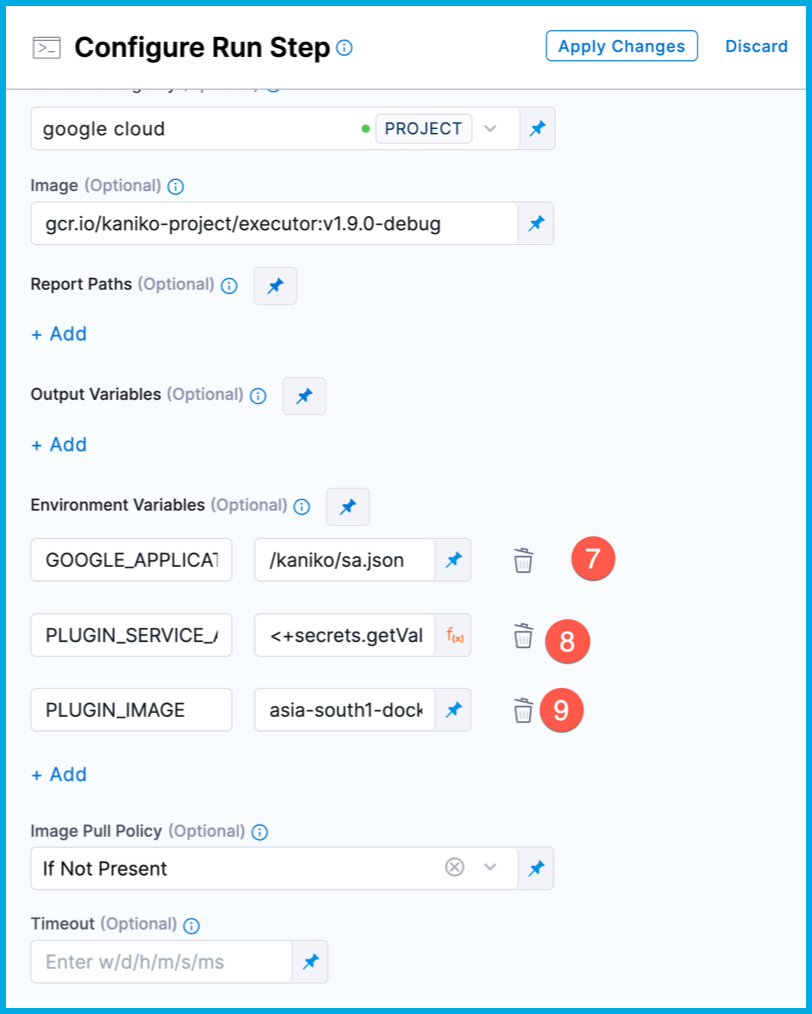 Configure Run Step
Apply Changes
Discard
google cloud
PROJECT
Image (Optional)
gcr.io/kaniko-project/executor:v1.9.0-debug
Report Paths (Optional)
+ Add
Output Variables (Optional)
+ Add
Environment Variables (Optional)
GOOGLE_APPLICAT /kaniko/sa.json 7
PLUGIN_SERVICE_A <+secrets.getVal f(x) 8
PLUGIN_IMAGE asia-south1-dock 9
+ Add
Image Pull Policy (Optional)
If Not Present
Timeout (Optional)
Enter w/d/h/m/s/ms